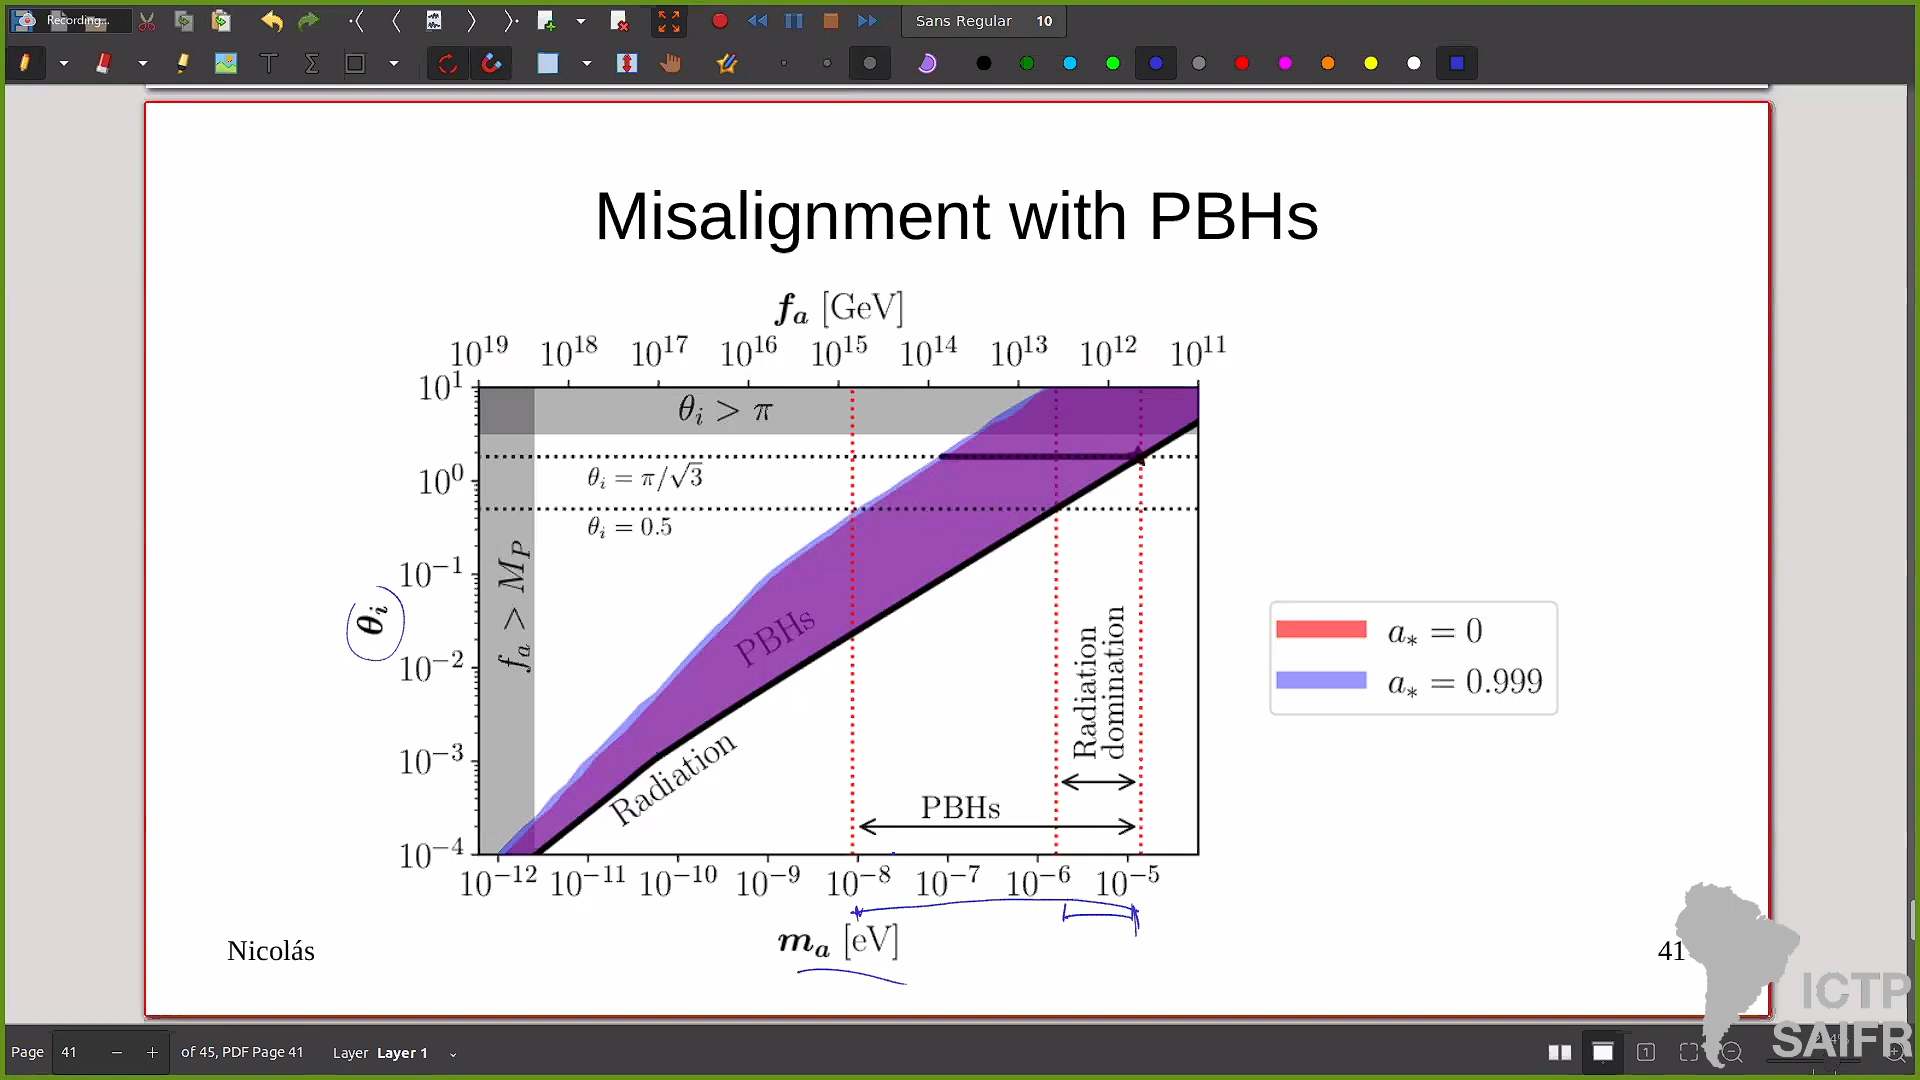 Recording...
Sans Regular 10
Misalignment with PBHs
f_a [GeV]
10^19 10^18 10^17 10^16 10^15 10^14 10^13 10^12 10^11
10^1
θ_i > π
θ_i = π/√3
10^0
θ_i = 0.5
f_a > M_P
10^-1
θ_i
PBHs
10^-2
Radiation
domination
a_* = 0
a_* = 0.999
10^-3
Radiation
PBHs
10^-4
10^-12 10^-11 10^-10 10^-9 10^-8 10^-7 10^-6 10^-5
m_a [eV]
Nicolás
41
ICTP
SAIFR
Page 41 − + of 45, PDF Page 41 Layer Layer 1